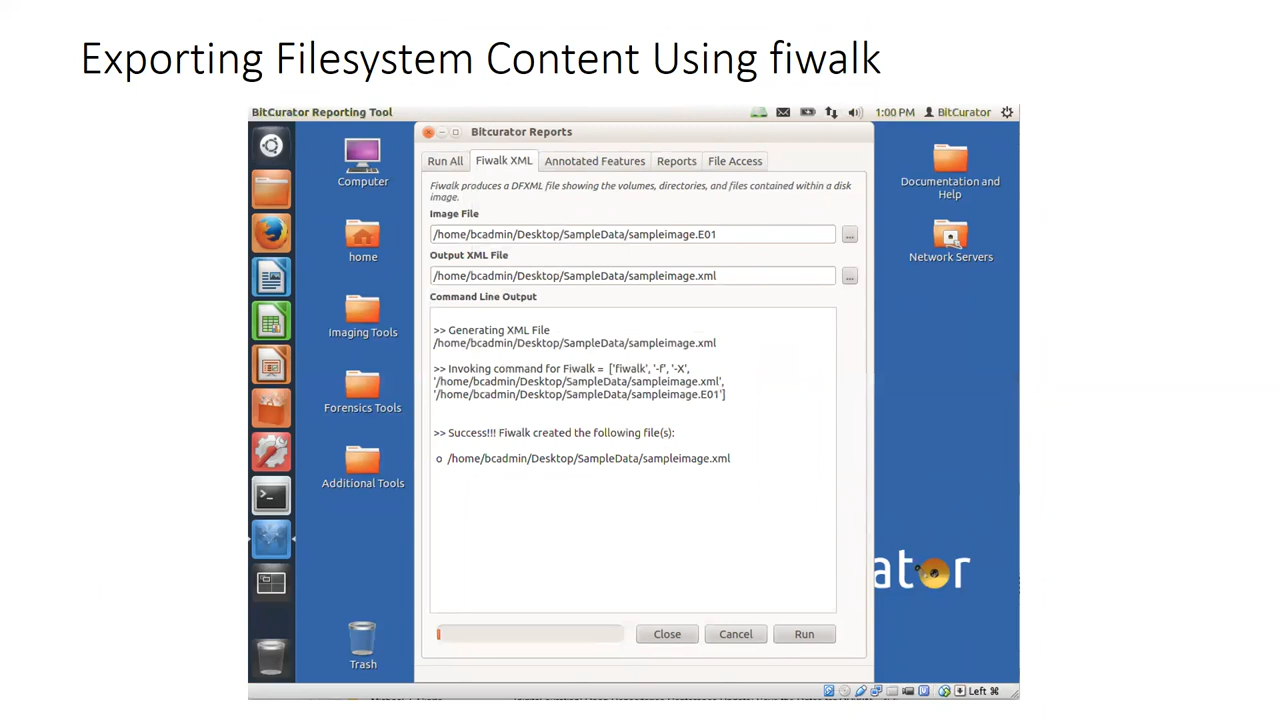 Exporting Filesystem Content Using fiwalk
BitCurator Reporting Tool
1:00 PM
BitCurator
Bitcurator Reports
Run All
Fiwalk XML
Annotated Features
Reports
File Access
Computer
home
Imaging Tools
Forensics Tools
Additional Tools
Trash
Fiwalk produces a DFXML file showing the volumes, directories, and files contained within a disk
image.
Image File
/home/bcadmin/Desktop/SampleData/sampleimage.E01
...
Output XML File
/home/bcadmin/Desktop/SampleData/sampleimage.xml
...
Command Line Output
>> Generating XML File
/home/bcadmin/Desktop/SampleData/sampleimage.xml
>> Invoking command for Fiwalk = ['fiwalk', '-f', '-X',
'/home/bcadmin/Desktop/SampleData/sampleimage.xml',
'/home/bcadmin/Desktop/SampleData/sampleimage.E01']
>> Success!!! Fiwalk created the following file(s):
o /home/bcadmin/Desktop/SampleData/sampleimage.xml
Close
Cancel
Run
Documentation and
Help
Network Servers
ator
Left ⌘